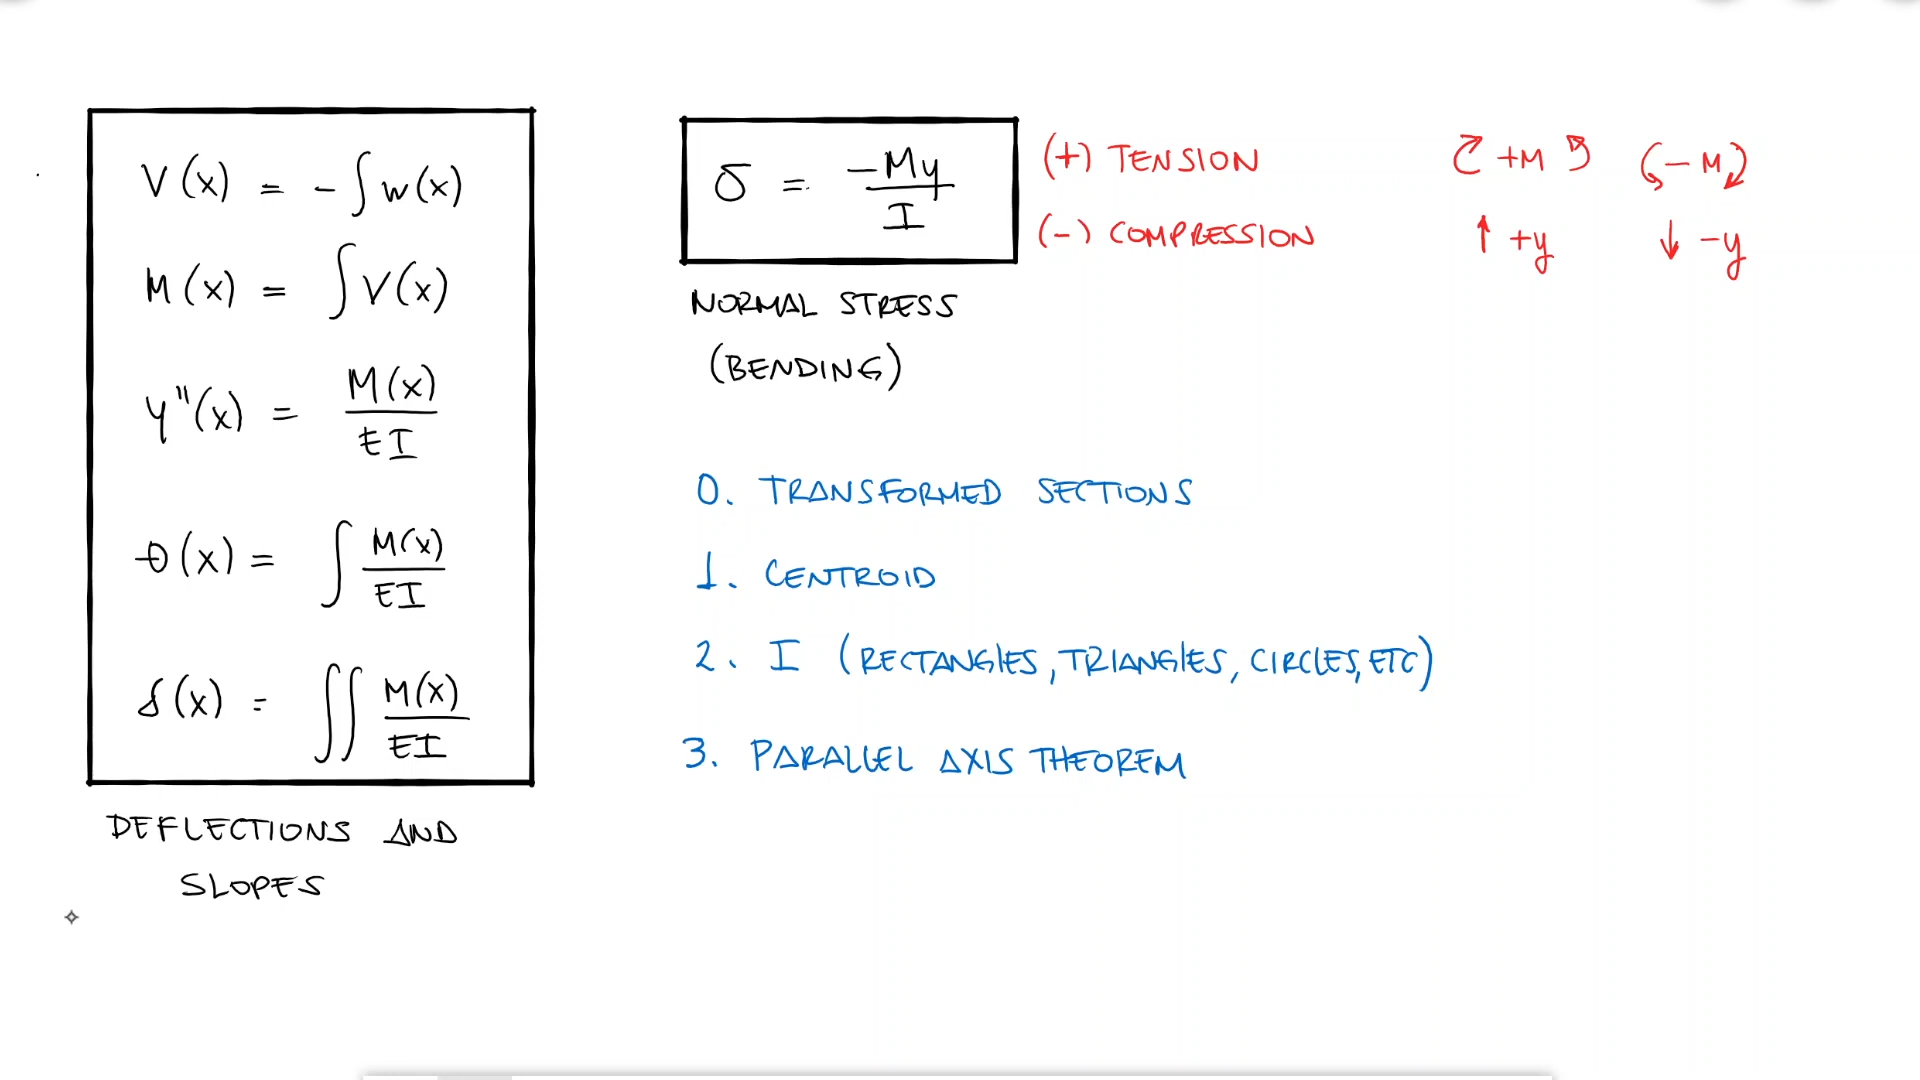 V(x) = -∫w(x)
M(x) = ∫V(x)
y"(x) = M(x)/EI
θ(x) = ∫ M(x)/EI
δ(x) = ∬ M(x)/EI
DEFLECTIONS AND
SLOPES
σ = -My/I
NORMAL STRESS
(BENDING)
(+) TENSION
(-) COMPRESSION
+M
-M
↑ +y
↓ -y
0. TRANSFORMED SECTIONS
1. CENTROID
2. I (RECTANGLES, TRIANGLES, CIRCLES, ETC)
3. PARALLEL AXIS THEOREM